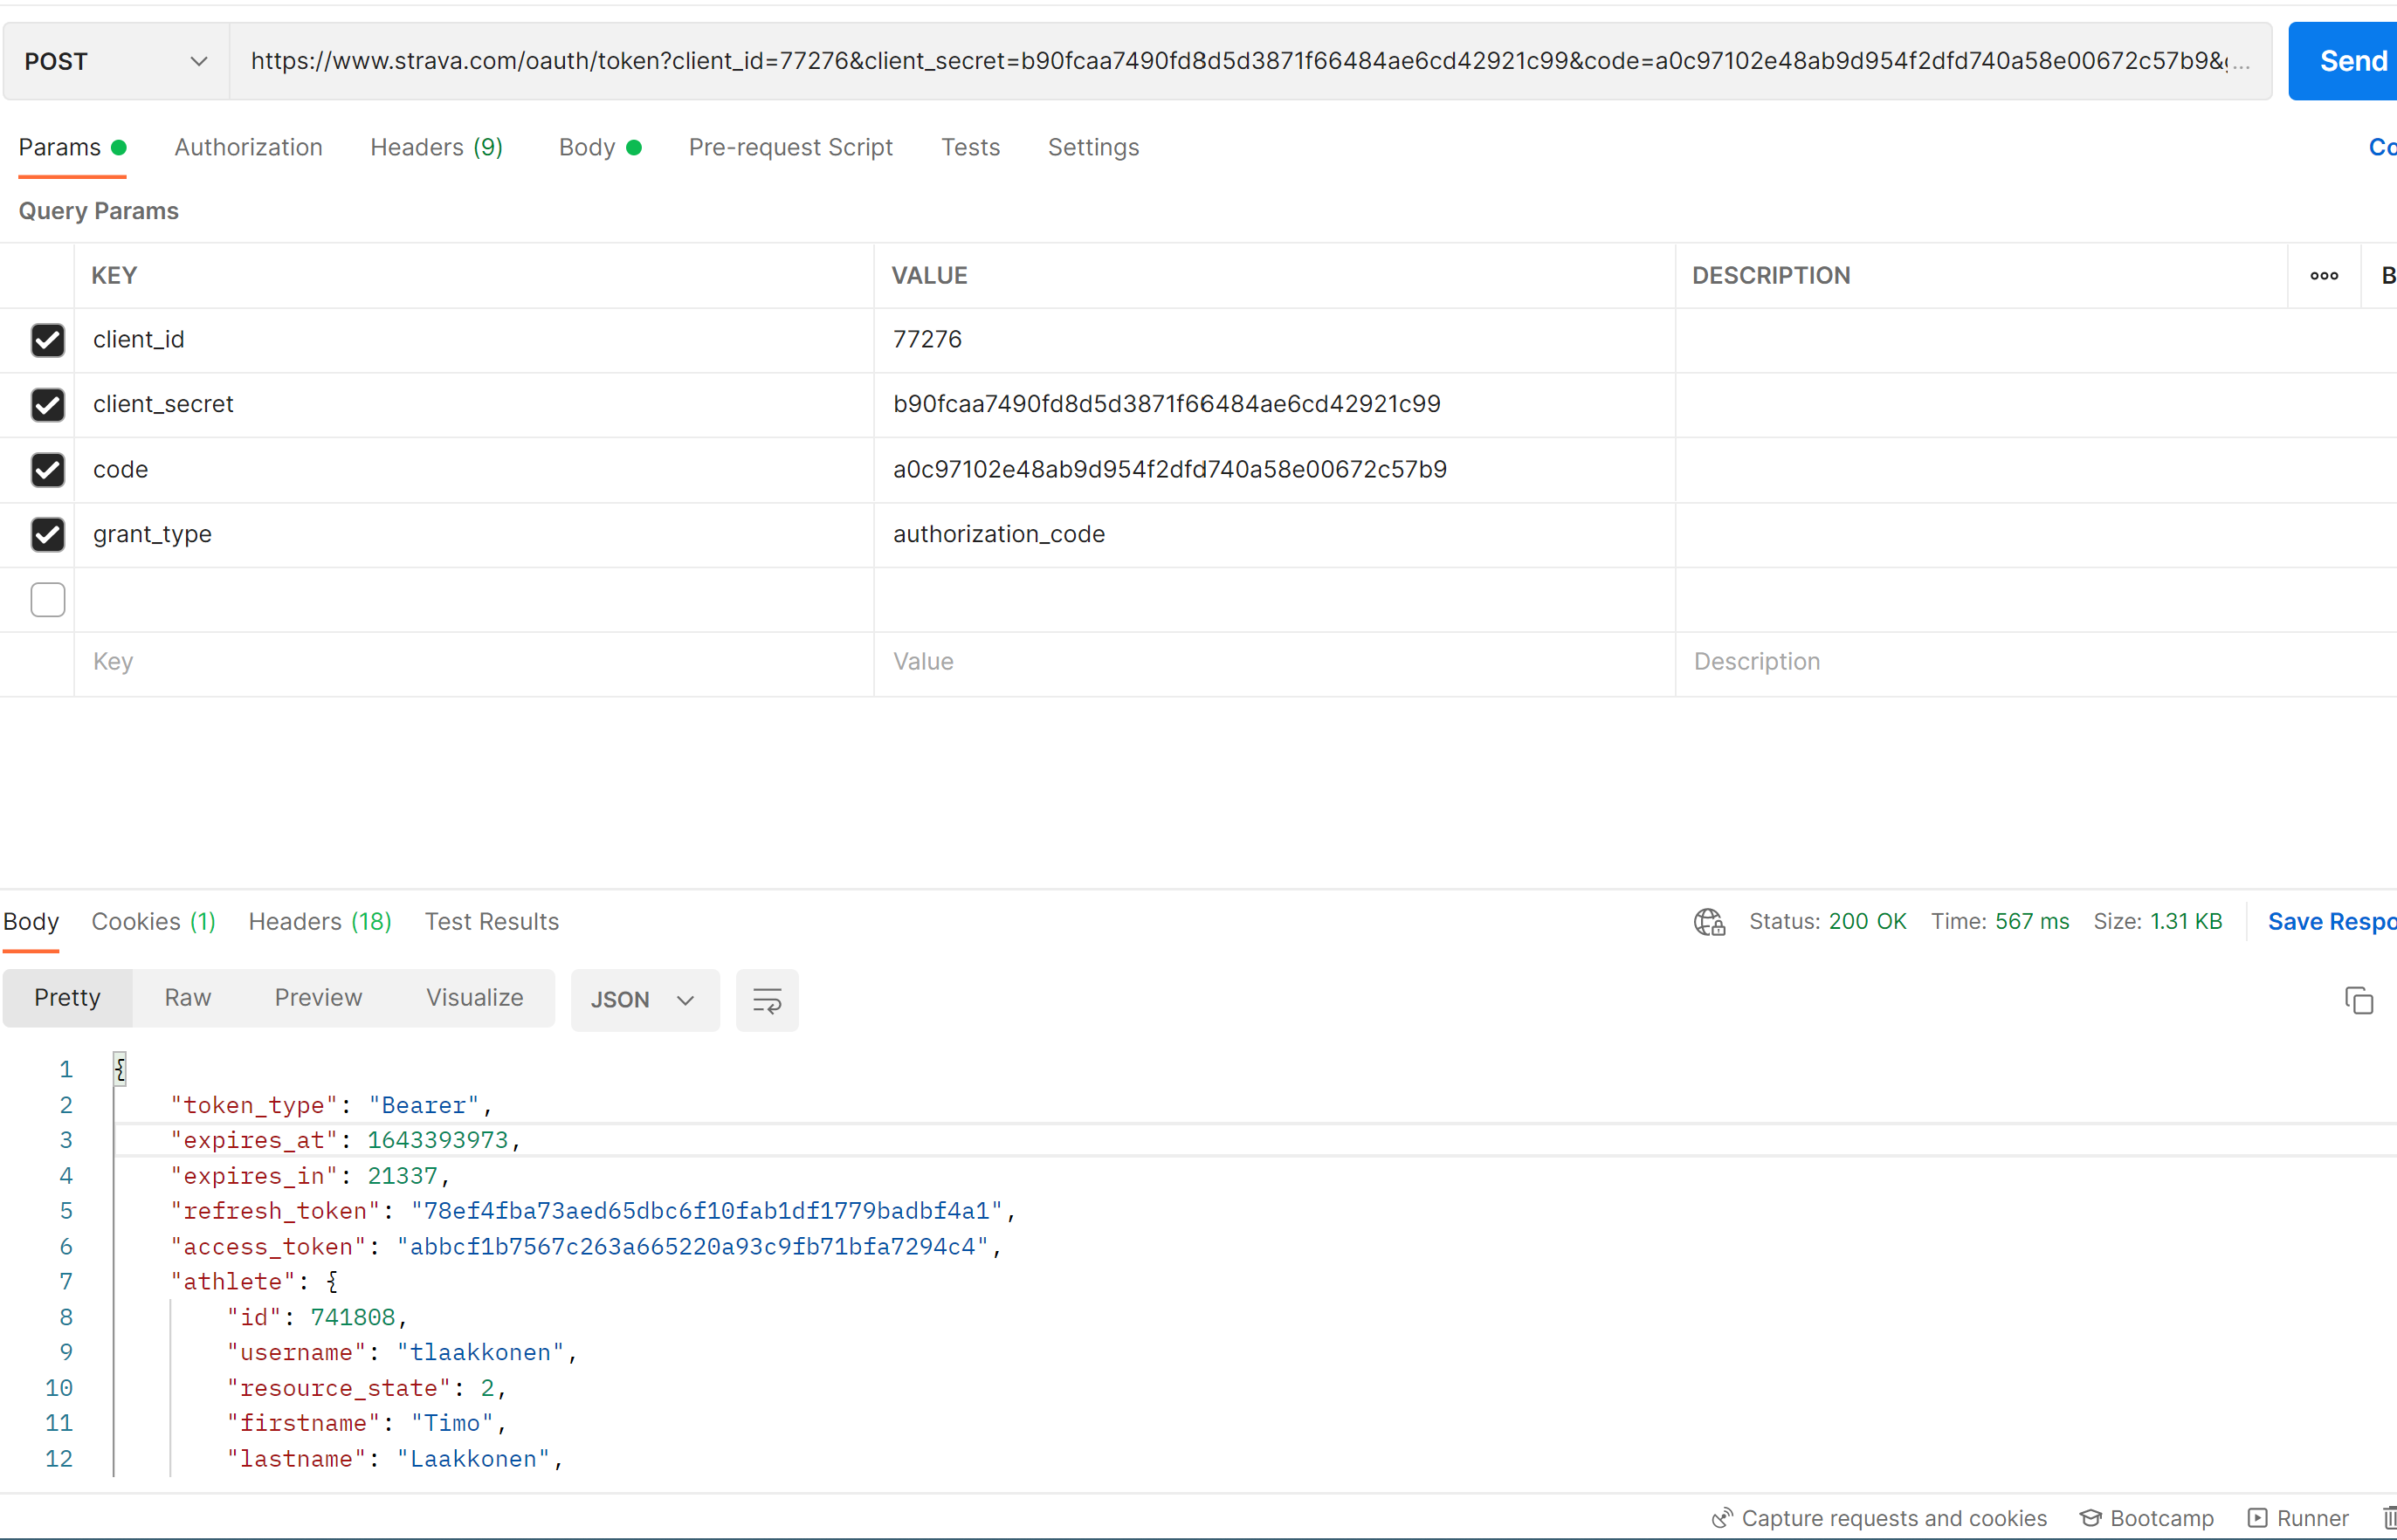 POST https://www.strava.com/oauth/token?client_id=77276&client_secret=b90fcaa7490fd8d5d3871f66484ae6cd42921c99&code=a0c97102e48ab9d954f2dfd740a58e00672c57b9&... Send
Params Authorization Headers (9) Body Pre-request Script Tests Settings Co
Query Params
KEY VALUE DESCRIPTION B
client_id 77276
client_secret b90fcaa7490fd8d5d3871f66484ae6cd42921c99
code a0c97102e48ab9d954f2dfd740a58e00672c57b9
grant_type authorization_code
Key Value Description
Body Cookies (1) Headers (18) Test Results Status: 200 OK Time: 567 ms Size: 1.31 KB Save Respo
Pretty Raw Preview Visualize JSON
1 {
2 "token_type": "Bearer",
3 "expires_at": 1643393973,
4 "expires_in": 21337,
5 "refresh_token": "78ef4fba73aed65dbc6f10fab1df1779badbf4a1",
6 "access_token": "abbcf1b7567c263a665220a93c9fb71bfa7294c4",
7 "athlete": {
8 "id": 741808,
9 "username": "tlaakkonen",
10 "resource_state": 2,
11 "firstname": "Timo",
12 "lastname": "Laakkonen",
Capture requests and cookies Bootcamp Runner